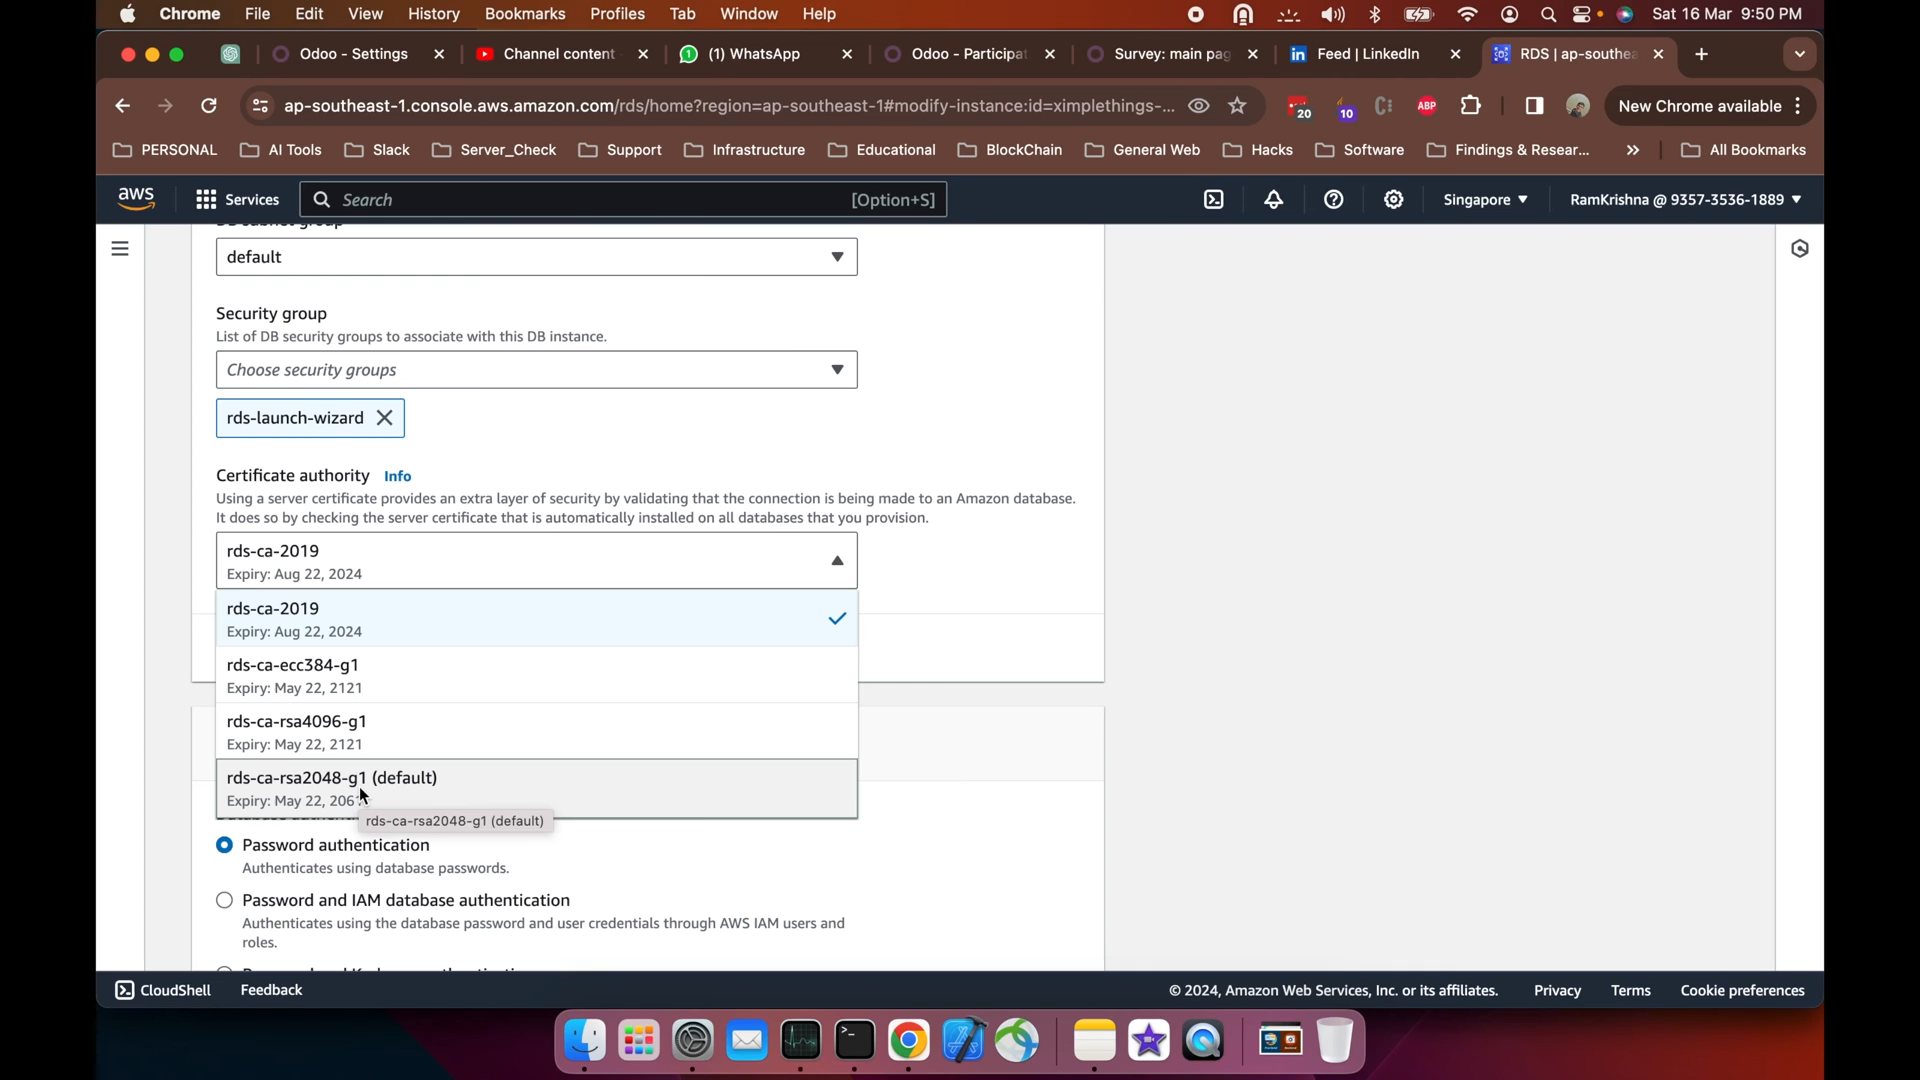 Chrome File Edit View History Bookmarks Profiles Tab Window Help Sat 16 Mar 9:50 PM
Odoo - Settings Channel content (1) WhatsApp Odoo - Participat Survey: main pag Feed | LinkedIn RDS | ap-southea
ap-southeast-1.console.aws.amazon.com/rds/home?region=ap-southeast-1#modify-instance:id=ximplethings-... 20 10 ABP New Chrome available
PERSONAL AI Tools Slack Server_Check Support Infrastructure Educational BlockChain General Web Hacks Software Findings & Resear... » All Bookmarks
aws Services Search [Option+S] Singapore RamKrishna @ 9357-3536-1889
default
Security group
List of DB security groups to associate with this DB instance.
Choose security groups
rds-launch-wizard
Certificate authority Info
Using a server certificate provides an extra layer of security by validating that the connection is being made to an Amazon database.
It does so by checking the server certificate that is automatically installed on all databases that you provision.
rds-ca-2019
Expiry: Aug 22, 2024
rds-ca-2019
Expiry: Aug 22, 2024
rds-ca-ecc384-g1
Expiry: May 22, 2121
rds-ca-rsa4096-g1
Expiry: May 22, 2121
rds-ca-rsa2048-g1 (default)
Expiry: May 22, 206
rds-ca-rsa2048-g1 (default)
Password authentication
Authenticates using database passwords.
Password and IAM database authentication
Authenticates using the database password and user credentials through AWS IAM users and
roles.
CloudShell Feedback © 2024, Amazon Web Services, Inc. or its affiliates. Privacy Terms Cookie preferences